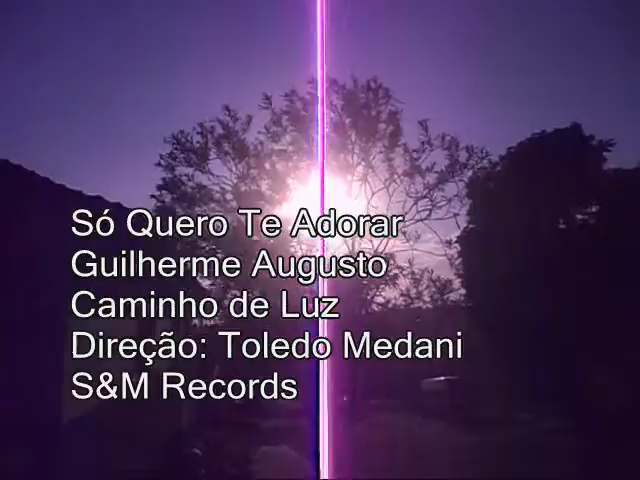 Só Quero Te Adorar
Guilherme Augusto
Caminho de Luz
Direção: Toledo Medani
S&M Records